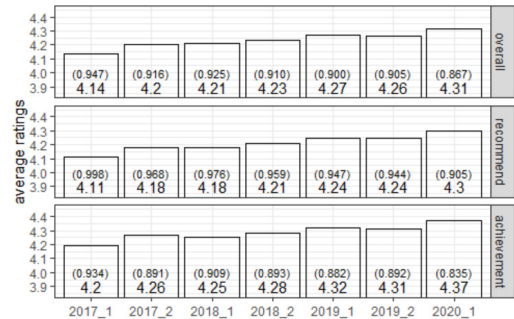 average ratings
4.4
4.3
4.2
4.1
4.0
3.9
(0.947) (0.916) (0.925) (0.910) (0.900) (0.905) (0.867)
4.14 4.2 4.21 4.23 4.27 4.26 4.31
overall
4.4
4.3
4.2
4.1
4.0
3.9
(0.998) (0.968) (0.976) (0.959) (0.947) (0.944) (0.905)
4.11 4.18 4.18 4.21 4.24 4.24 4.3
recommend
4.4
4.3
4.2
4.1
4.0
3.9
(0.934) (0.891) (0.909) (0.893) (0.882) (0.892) (0.835)
4.2 4.26 4.25 4.28 4.32 4.31 4.37
achievement
2017_1 2017_2 2018_1 2018_2 2019_1 2019_2 2020_1